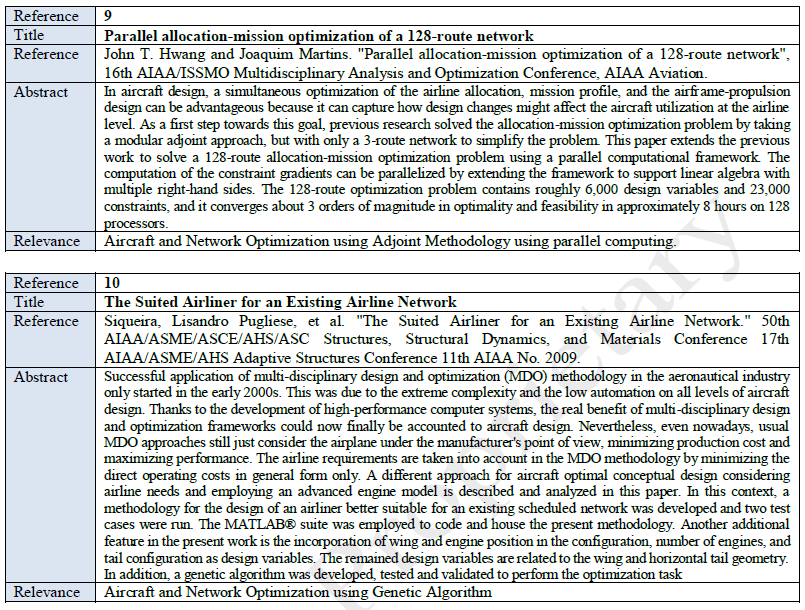 Reference 9
Title Parallel allocation-mission optimization of a 128-route network
Reference John T. Hwang and Joaquim Martins. "Parallel allocation-mission optimization of a 128-route network",
16th AIAA/ISSMO Multidisciplinary Analysis and Optimization Conference, AIAA Aviation.
Abstract In aircraft design, a simultaneous optimization of the airline allocation, mission profile, and the airframe-propulsion
design can be advantageous because it can capture how design changes might affect the aircraft utilization at the airline
level. As a first step towards this goal, previous research solved the allocation-mission optimization problem by taking
a modular adjoint approach, but with only a 3-route network to simplify the problem. This paper extends the previous
work to solve a 128-route allocation-mission optimization problem using a parallel computational framework. The
computation of the constraint gradients can be parallelized by extending the framework to support linear algebra with
multiple right-hand sides. The 128-route optimization problem contains roughly 6,000 design variables and 23,000
constraints, and it converges about 3 orders of magnitude in optimality and feasibility in approximately 8 hours on 128
processors.
Relevance Aircraft and Network Optimization using Adjoint Methodology using parallel computing.
Reference 10
Title The Suited Airliner for an Existing Airline Network
Reference Siqueira, Lisandro Pugliese, et al. "The Suited Airliner for an Existing Airline Network." 50th
AIAA/ASME/ASCE/AHS/ASC Structures, Structural Dynamics, and Materials Conference 17th
AIAA/ASME/AHS Adaptive Structures Conference 11th AIAA No. 2009.
Abstract Successful application of multi-disciplinary design and optimization (MDO) methodology in the aeronautical industry
only started in the early 2000s. This was due to the extreme complexity and the low automation on all levels of aircraft
design. Thanks to the development of high-performance computer systems, the real benefit of multi-disciplinary design
and optimization frameworks could now finally be accounted to aircraft design. Nevertheless, even nowadays, usual
MDO approaches still just consider the airplane under the manufacturer's point of view, minimizing production cost and
maximizing performance. The airline requirements are taken into account in the MDO methodology by minimizing the
direct operating costs in general form only. A different approach for aircraft optimal conceptual design considering
airline needs and employing an advanced engine model is described and analyzed in this paper. In this context, a
methodology for the design of an airliner better suitable for an existing scheduled network was developed and two test
cases were run. The MATLAB® suite was employed to code and house the present methodology. Another additional
feature in the present work is the incorporation of wing and engine position in the configuration, number of engines, and
tail configuration as design variables. The remained design variables are related to the wing and horizontal tail geometry.
In addition, a genetic algorithm was developed, tested and validated to perform the optimization task
Relevance Aircraft and Network Optimization using Genetic Algorithm
Proprietary